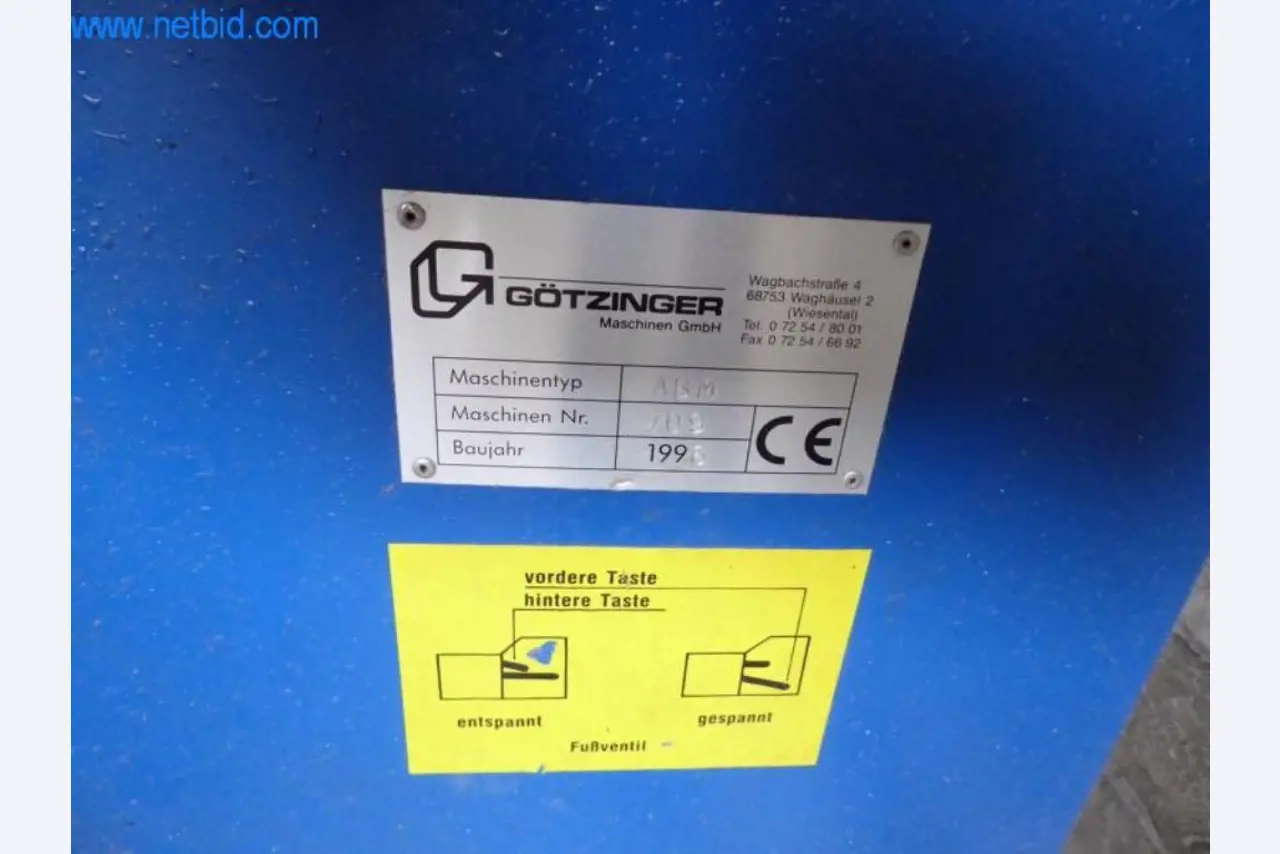 www.netbid.com
GÖTZINGER
Maschinen GmbH
Wagbachstraße 4
68753 Waghäusel 2
(Wiesental)
Tel. 0 72 54 / 80 01
Fax 0 72 54 / 66 92
Maschinentyp
Maschinen Nr.
Baujahr 199
CE
vordere Taste
hintere Taste
entspannt
gespannt
Fußventil